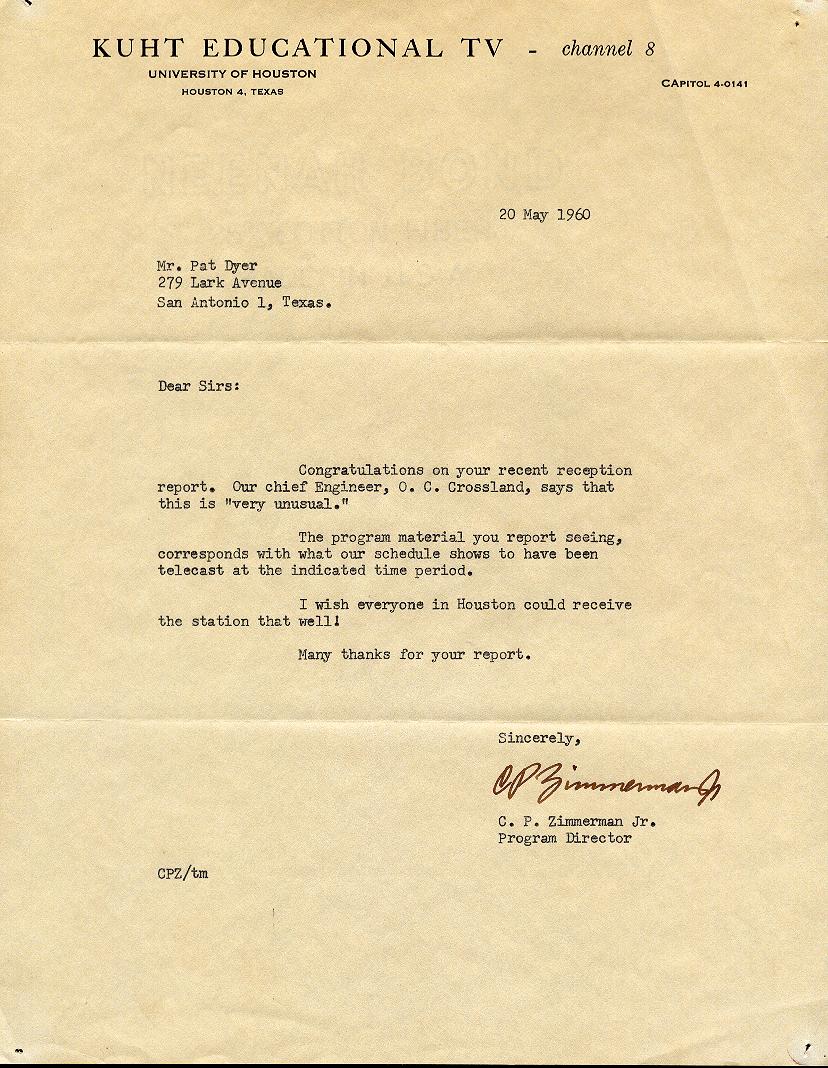 KUHT EDUCATIONAL TV - channel 8
UNIVERSITY OF HOUSTON
HOUSTON 4, TEXAS
CAPITOL 4-0141
20 May 1960
Mr. Pat Dyer
279 Lark Avenue
San Antonio 1, Texas.
Dear Sirs:
Congratulations on your recent reception
report. Our chief Engineer, O. C. Crossland, says that
this is "very unusual."
The program material you report seeing,
corresponds with what our schedule shows to have been
telecast at the indicated time period.
I wish everyone in Houston could receive
the station that well!
Many thanks for your report.
Sincerely,
CP Zimmerman Jr
C. P. Zimmerman Jr.
Program Director
CPZ/tm